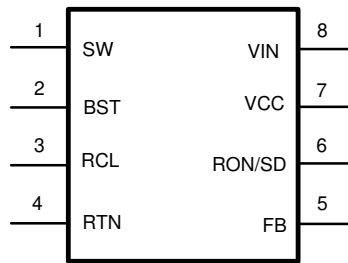 1 SW VIN 8
2 BST VCC 7
3 RCL RON/SD 6
4 RTN FB 5